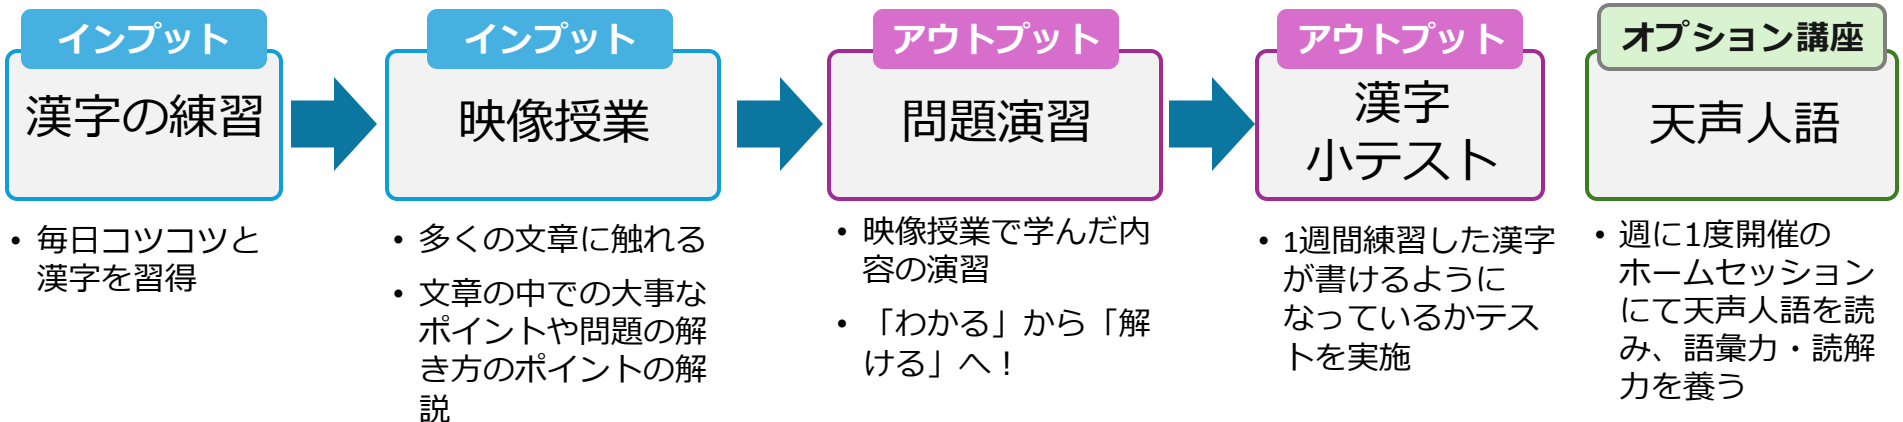 インプット
漢字の練習
• 毎日コツコツと
漢字を習得
インプット
映像授業
• 多くの文章に触れる
• 文章の中での大事な
ポイントや問題の解
き方のポイントの解
説
アウトプット
問題演習
• 映像授業で学んだ内
容の演習
• 「わかる」から「解
ける」へ！
アウトプット
漢字
小テスト
• 1週間練習した漢字
が書けるように
なっているかテス
トを実施
オプション講座
天声人語
• 週に1度開催の
ホームセッション
にて天声人語を読
み、語彙力・読解
力を養う